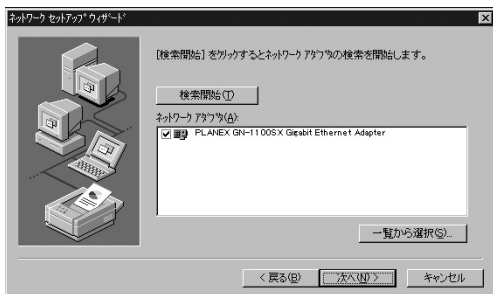 ネットワーク セットアップ ウィザード
[検索開始] をクリックするとネットワーク アダプタの検索を開始します。
検索開始(T)
ネットワーク アダプタ(A):
PLANEX GN-1100SX Gigabit Ethernet Adapter
一覧から選択(S)...
< 戻る(B)
次へ(N) >
キャンセル